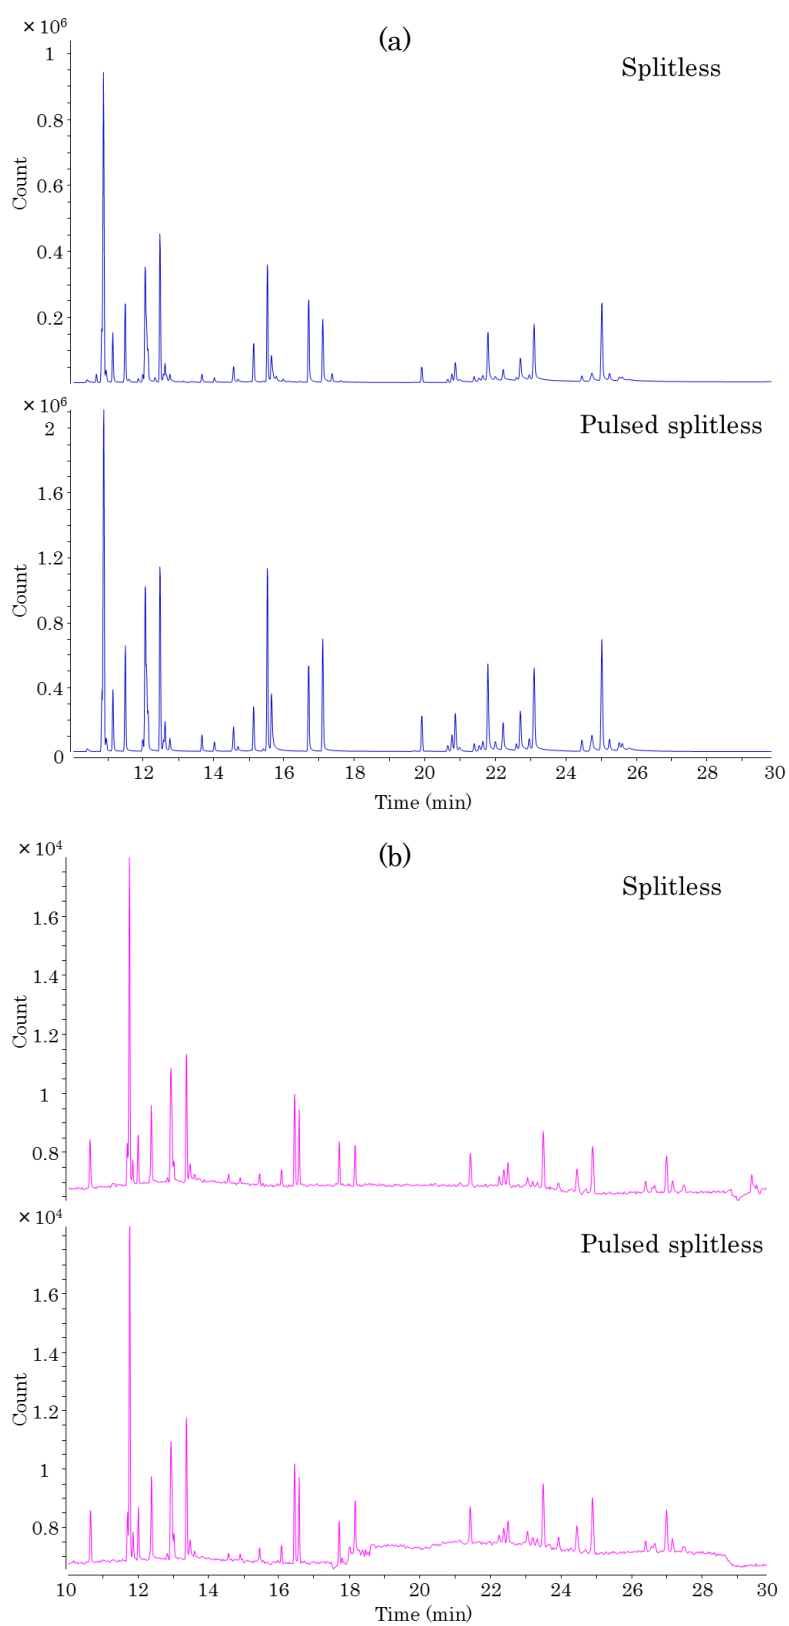 (a)
×10⁶
Splitless
1
0.8
0.6
0.4
0.2
Count
×10⁶
Pulsed splitless
2
1.6
1.2
0.8
0.4
0
Count
12 14 16 18 20 22 24 26 28 30
Time (min)
(b)
×10⁴
Splitless
1.6
1.4
1.2
1
0.8
Count
×10⁴
Pulsed splitless
1.6
1.4
1.2
1
0.8
Count
10 12 14 16 18 20 22 24 26 28 30
Time (min)